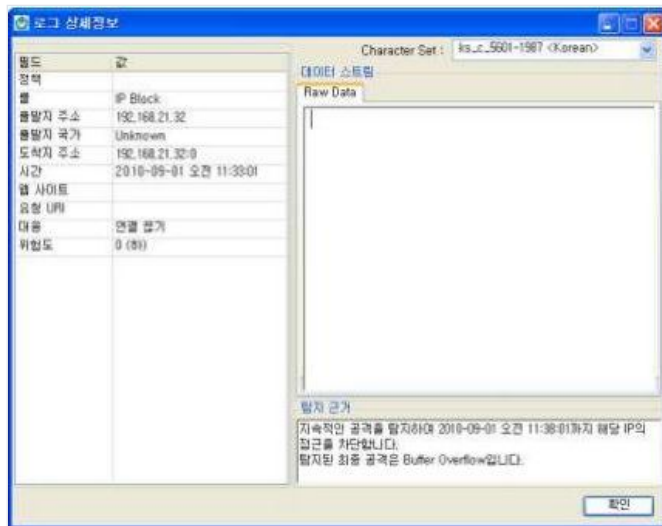 로그 상세정보
필드 값
정책
룰 IP Block
출발지 주소 192.168.21.32
출발지 국가 Unknown
도착지 주소 192.168.21.32:0
시간 2010-09-01 오전 11:33:01
웹 사이트
요청 URI
대응 연결 끊기
위험도 0 (하)
Character Set : ks_c_5601-1987 <Korean>
데이터 스트림
Raw Data
탐지 근거
지속적인 공격을 탐지하여 2010-09-01 오전 11:38:01까지 해당 IP의
접근을 차단합니다.
탐지된 최종 공격은 Buffer Overflow입니다.
확인